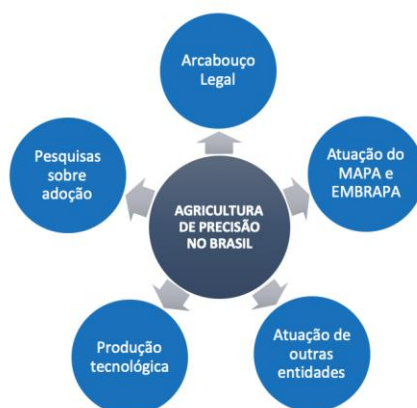 Arcabouço
Legal
Pesquisas
sobre
adoção
Atuação do
MAPA e
EMBRAPA
AGRICULTURA
DE PRECISÃO
NO BRASIL
Produção
tecnológica
Atuação de
outras
entidades